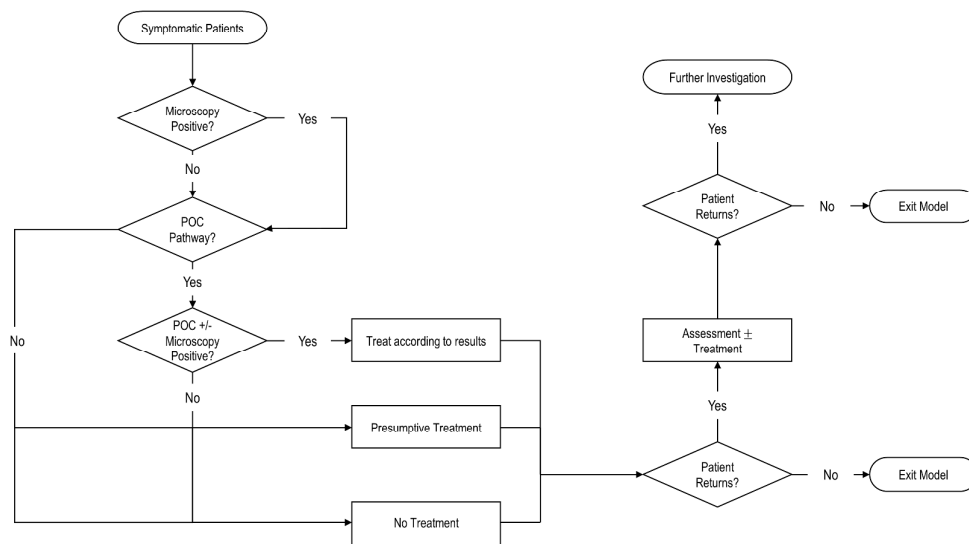 Symptomatic Patients
Microscopy
Positive?
Yes
No
POC
Pathway?
Yes
No
POC +/-
Microscopy
Positive?
Yes
Treat according to results
No
Presumptive Treatment
No Treatment
Further Investigation
Yes
Patient
Returns?
No
Exit Model
Assessment ±
Treatment
Yes
Patient
Returns?
No
Exit Model